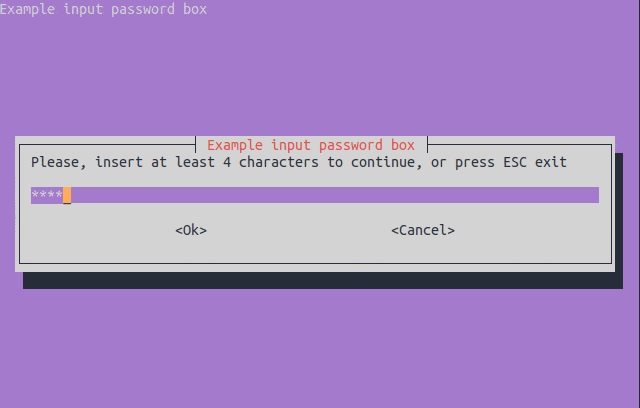 Example input password box
Example input password box
Please, insert at least 4 characters to continue, or press ESC exit
****_
<Ok> <Cancel>